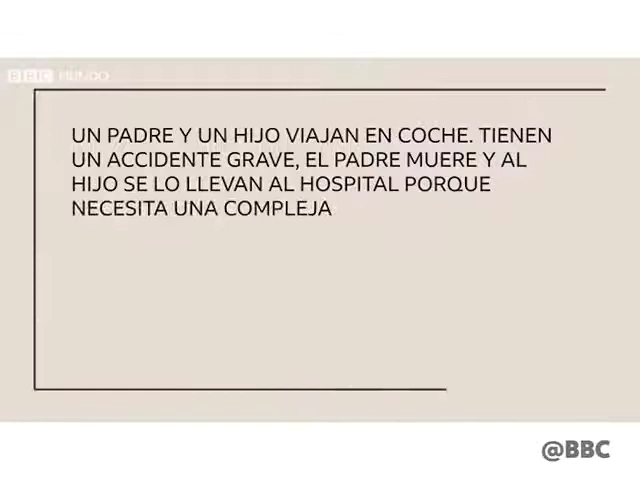 BBC MUNDO
UN PADRE Y UN HIJO VIAJAN EN COCHE. TIENEN
UN ACCIDENTE GRAVE, EL PADRE MUERE Y AL
HIJO SE LO LLEVAN AL HOSPITAL PORQUE
NECESITA UNA COMPLEJA
@BBC